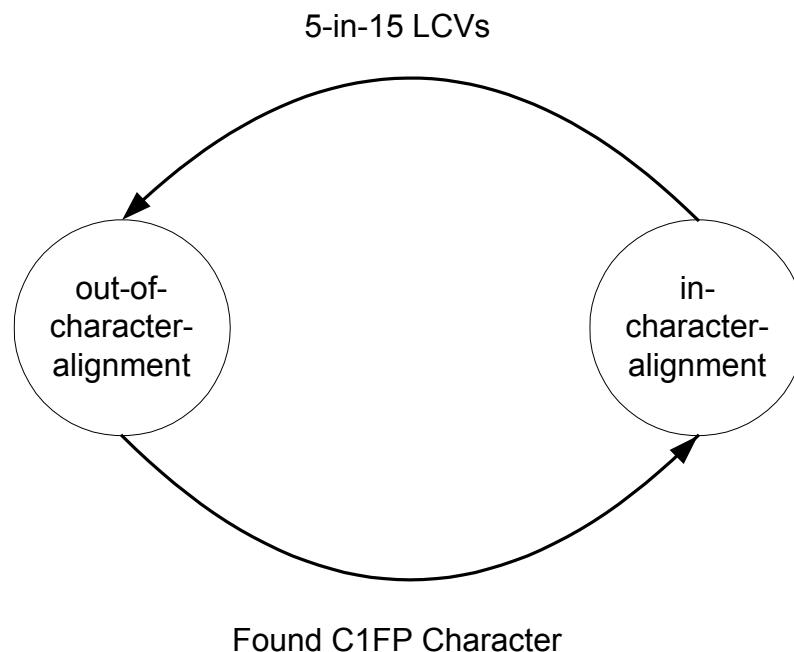 5-in-15 LCVs
out-of-
character-
alignment
in-
character-
alignment
Found C1FP Character